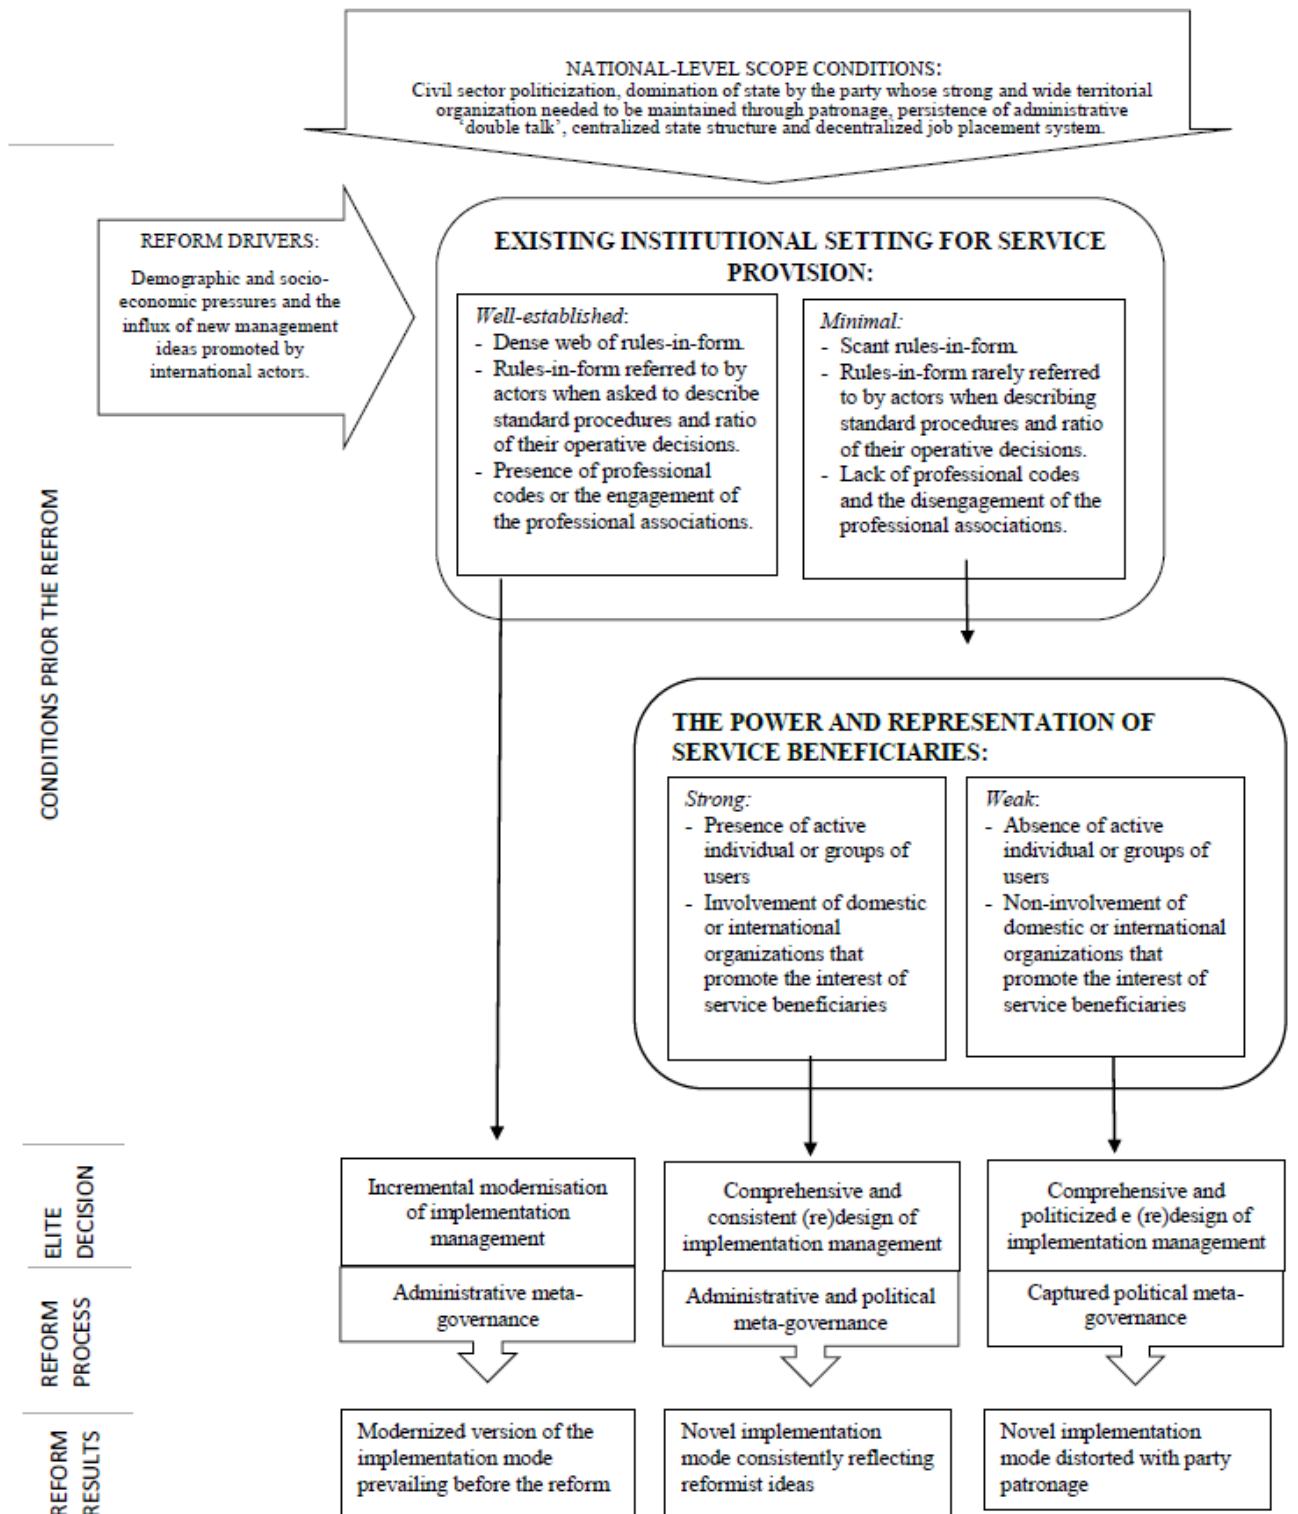 NATIONAL-LEVEL SCOPE CONDITIONS:
Civil sector politicization, domination of state by the party whose strong and wide territorial
organization needed to be maintained through patronage, persistence of administrative
‘double talk’, centralized state structure and decentralized job placement system.
REFORM DRIVERS:
Demographic and socio-
economic pressures and the
influx of new management
ideas promoted by
international actors.
EXISTING INSTITUTIONAL SETTING FOR SERVICE
PROVISION:
Well-established:
- Dense web of rules-in-form.
- Rules-in-form referred to by
actors when asked to describe
standard procedures and ratio
of their operative decisions.
- Presence of professional
codes or the engagement of
the professional associations.
Minimal:
- Scant rules-in-form.
- Rules-in-form rarely referred
to by actors when describing
standard procedures and ratio
of their operative decisions.
- Lack of professional codes
and the disengagement of the
professional associations.
CONDITIONS PRIOR THE REFROM
THE POWER AND REPRESENTATION OF
SERVICE BENEFICIARIES:
Strong:
- Presence of active
individual or groups of
users
- Involvement of domestic
or international
organizations that
promote the interest of
service beneficiaries
Weak:
- Absence of active
individual or groups of
users
- Non-involvement of
domestic or international
organizations that
promote the interest of
service beneficiaries
ELITE
DECISION
Incremental modernisation
of implementation
management
Comprehensive and
consistent (re)design of
implementation management
Comprehensive and
politicized e (re)design of
implementation management
REFORM
PROCESS
Administrative meta-
governance
Administrative and political
meta-governance
Captured political meta-
governance
REFORM
RESULTS
Modernized version of the
implementation mode
prevailing before the reform
Novel implementation
mode consistently reflecting
reformist ideas
Novel implementation
mode distorted with party
patronage